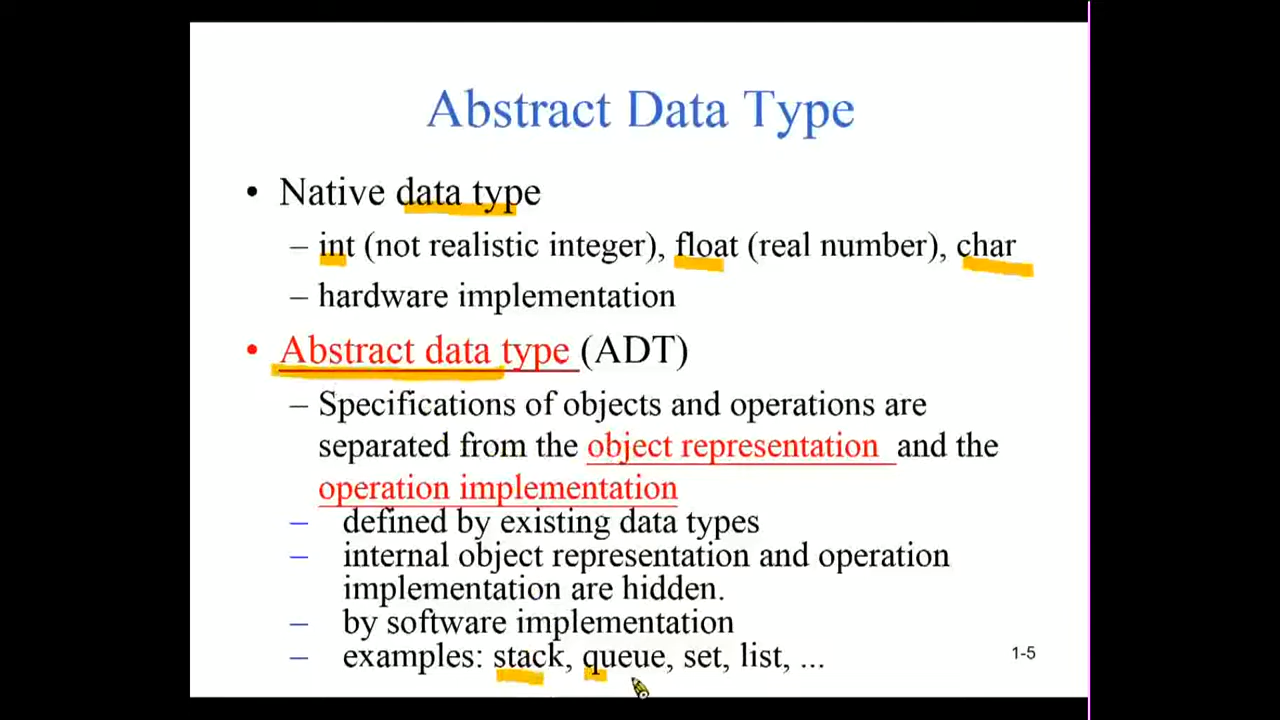 Abstract Data Type
• Native data type
– int (not realistic integer), float (real number), char
– hardware implementation
• Abstract data type (ADT)
– Specifications of objects and operations are
separated from the object representation and the
operation implementation
– defined by existing data types
– internal object representation and operation
implementation are hidden.
– by software implementation
– examples: stack, queue, set, list, ...
1-5